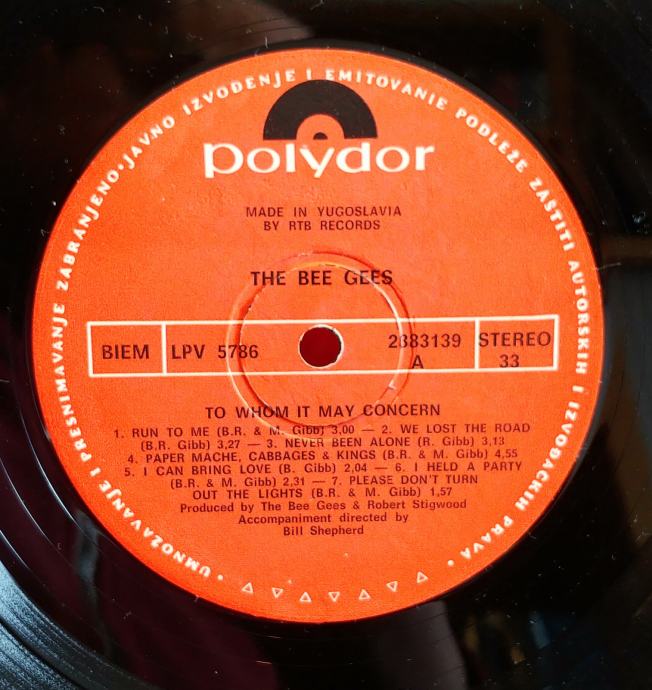 UMNOŽAVANJE I PRESNIMAVANJE ZABRANJENO·JAVNO IZVOĐENJE I EMITOVANJE PODLEŽE ZAŠTITI AUTORSKIH I IZVOĐAČKIH PRAVA
polydor
MADE IN YUGOSLAVIA
BY RTB RECORDS
THE BEE GEES
BIEM LPV 5786 2383139 STEREO
A 33
TO WHOM IT MAY CONCERN
1. RUN TO ME (B.R. & M. Gibb) 3,00 — 2. WE LOST THE ROAD
(B.R. Gibb) 3,27 — 3. NEVER BEEN ALONE (R. Gibb) 3,13
4. PAPER MACHE, CABBAGES & KINGS (B.R. & M. Gibb) 4,55
5. I CAN BRING LOVE (B. Gibb) 2,04 — 6. I HELD A PARTY
(B.R. & M. Gibb) 2,31 — 7. PLEASE DON'T TURN
OUT THE LIGHTS (B.R. & M. Gibb) 1,57
Produced by The Bee Gees & Robert Stigwood
Accompaniment directed by
Bill Shepherd